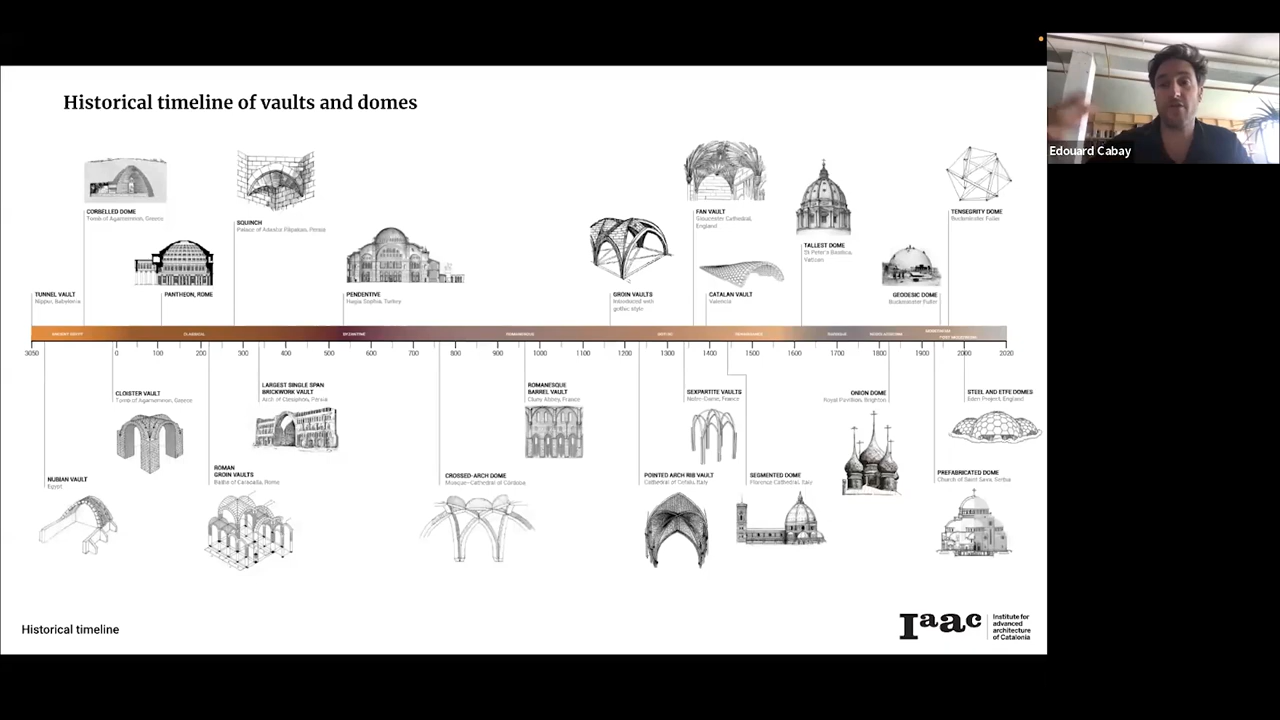 Historical timeline of vaults and domes
Edouard Cabay
CORBELLED DOME
Tomb of Agamemnon, Greece
SQUINCH
Palace of Ardashir
Persia
FAN VAULT
Gloucester Cathedral,
England
TENSEGRITY DOME
Buckminster Fuller
TALLEST DOME
St Peter's Basilica,
Vatican
TUNNEL VAULT
Nippur, Babylonia
PANTHEON, ROME
PENDENTIVE
Hagia Sophia, Turkey
GROIN VAULTS
Introduced with
gothic style
CATALAN VAULT
Valencia
GEODESIC DOME
Buckminster Fuller
ANCIENT EGYPT
CLASSICAL
BYZANTINE
ROMANESQUE
GOTHIC
RENAISSANCE
BAROQUE
MODERNISM
POST MODERNISM
3050 0 100 200 300 400 500 600 700 800 900 1000 1100 1200 1300 1400 1500 1600 1700 1800 1900 2000 2020
CLOISTER VAULT
Tomb of Agamemnon, Greece
LARGEST SINGLE SPAN
BRICKWORK VAULT
Arch of Ctesiphon, Persia
ROMANESQUE
BARREL VAULT
Cluny Abbey, France
SEXPARTITE VAULTS
Notre-Dame, France
ONION DOME
Royal Pavilion, Brighton
STEEL AND ETFE DOMES
Eden Project, England
NUBIAN VAULT
Egypt
ROMAN
GROIN VAULTS
Baths of Caracalla, Rome
CROSSED-ARCH DOME
Mosque-Cathedral of Córdoba
POINTED ARCH RIB VAULT
Cathedral of Cefalu, Italy
SEGMENTED DOME
Florence Cathedral, Italy
PREFABRICATED DOME
Church of Saint Sava, Serbia
Historical timeline
Iaac
Institute for
advanced
architecture
of Catalonia